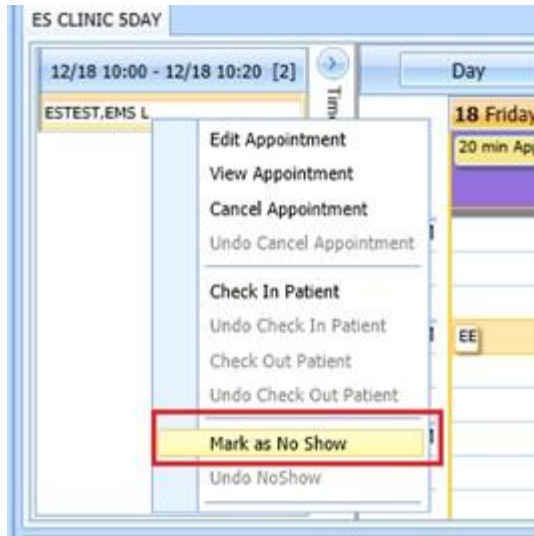 ES CLINIC 5DAY
12/18 10:00 - 12/18 10:20 [2]
ESTEST,EMS L
Day
18 Friday
20 min
EE
Edit Appointment
View Appointment
Cancel Appointment
Undo Cancel Appointment
Check In Patient
Undo Check In Patient
Check Out Patient
Undo Check Out Patient
Mark as No Show
Undo NoShow